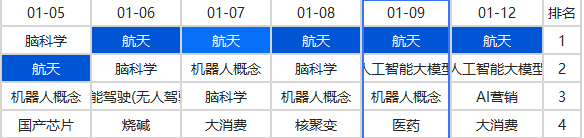 01-05 01-06 01-07 01-08 01-09 01-12 排名
脑科学 航天 航天 航天 航天 航天 1
航天 脑科学 机器人概念 脑科学 人工智能大模型 人工智能大模型 2
机器人概念 能驾驶(无人驾 脑科学 机器人概念 机器人概念 AI营销 3
国产芯片 烧碱 大消费 核聚变 医药 大消费 4